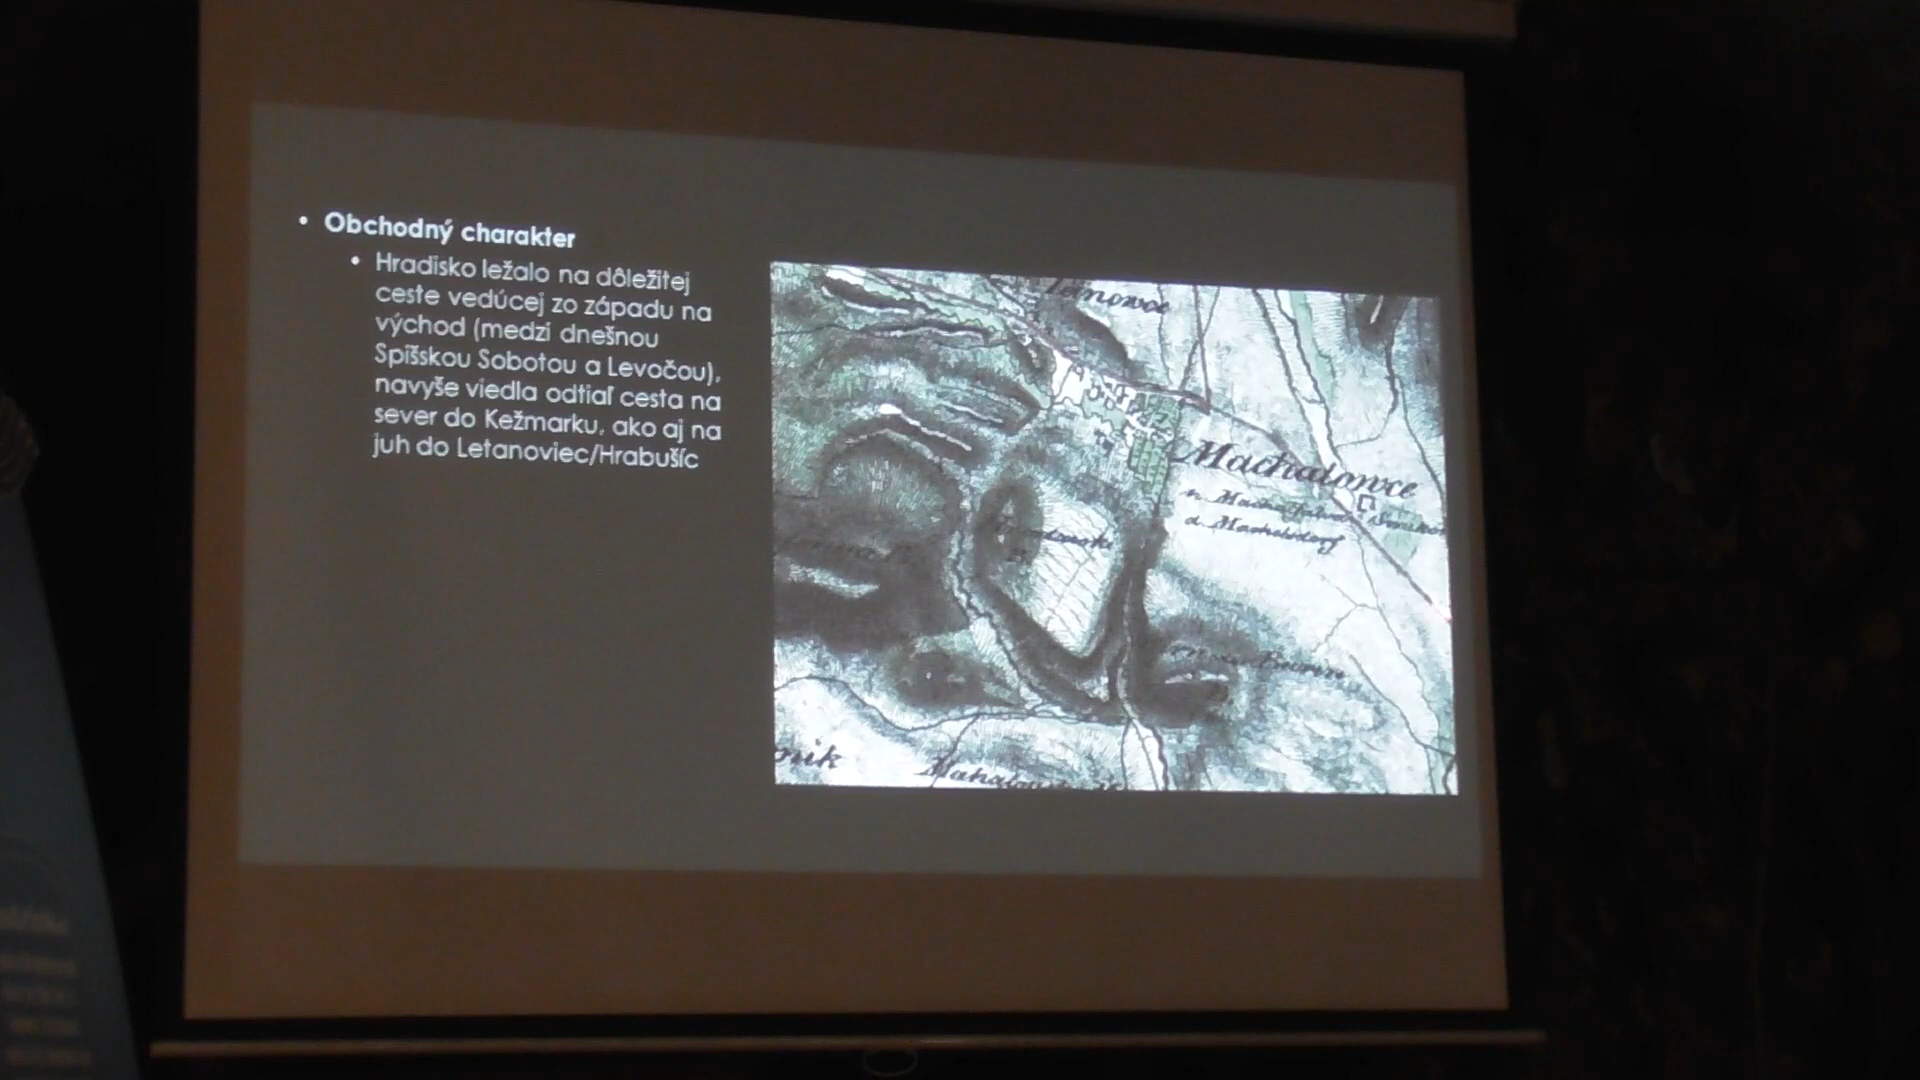 • Obchodný charakter
• Hradisko ležalo na dôležitej
ceste vedúcej zo západu na
východ (medzi dnešnou
Spišskou Sobotou a Levočou),
navyše viedla odtiaľ cesta na
sever do Kežmarku, ako aj na
juh do Letanoviec/Hrabušíc
Machalowce
d. Machelsdorf